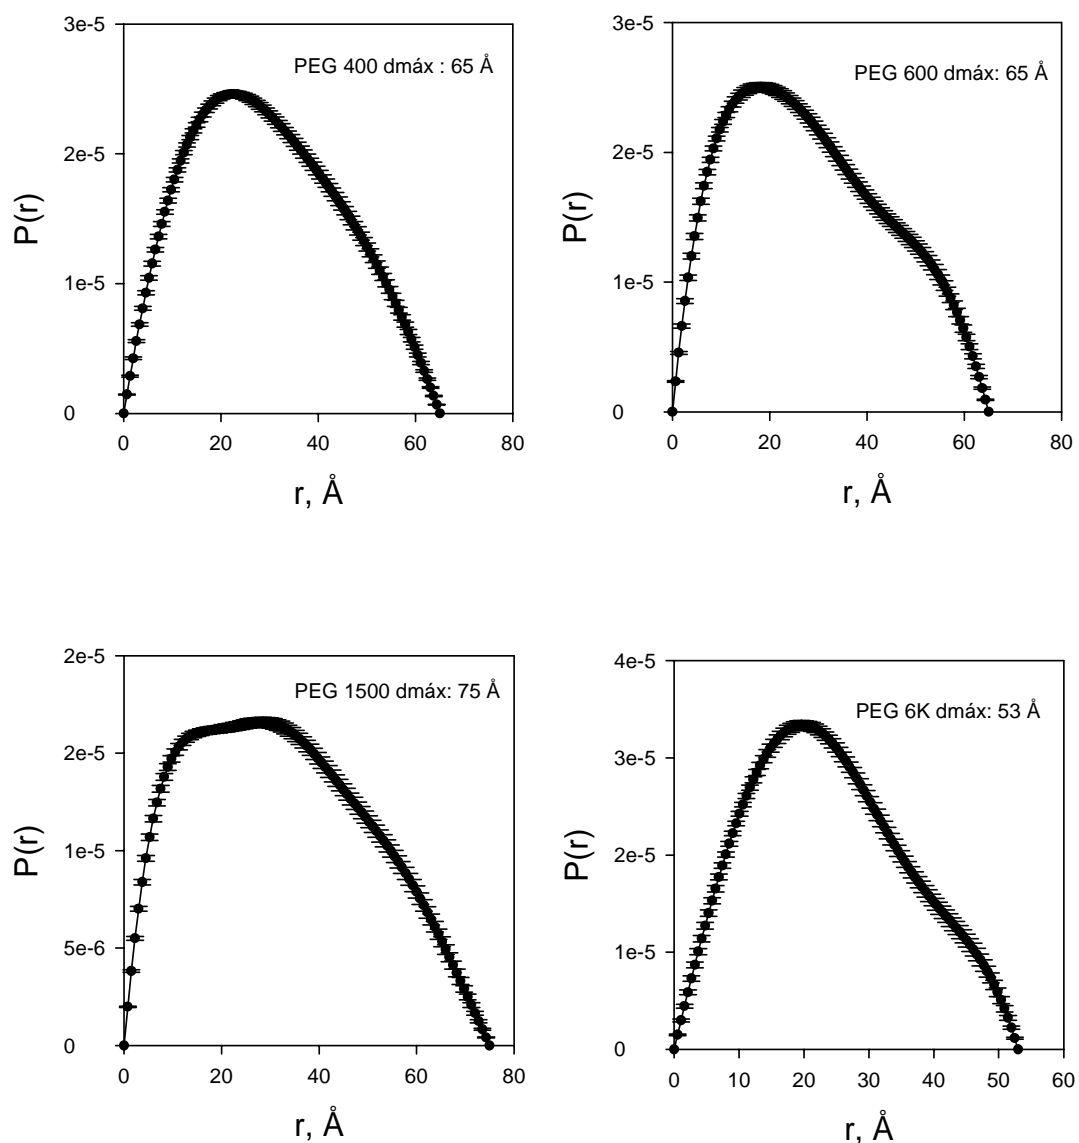 3e-5
PEG 400 dmáx : 65 Å
2e-5
P(r)
1e-5
0
0 20 40 60 80
r, Å
3e-5
PEG 600 dmáx: 65 Å
2e-5
P(r)
1e-5
0
0 20 40 60 80
r, Å
2e-5
PEG 1500 dmáx: 75 Å
2e-5
P(r)
1e-5
5e-6
0
0 20 40 60 80
r, Å
4e-5
PEG 6K dmáx: 53 Å
3e-5
P(r)
2e-5
1e-5
0
0 10 20 30 40 50 60
r, Å